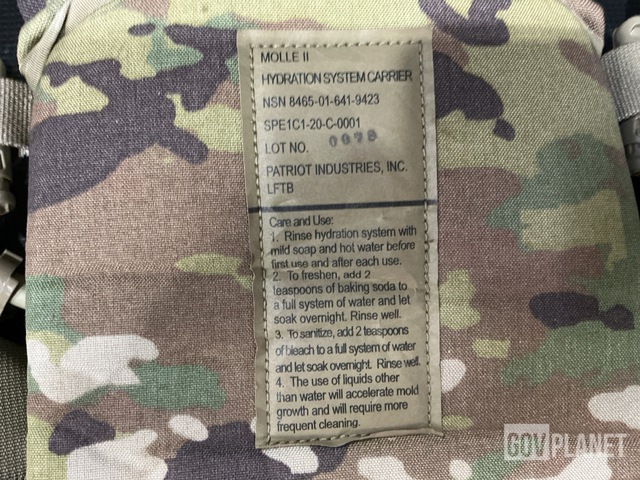 MOLLE II
HYDRATION SYSTEM CARRIER
NSN 8465-01-641-9423
SPE1C1-20-C-0001
LOT NO. 0078
PATRIOT INDUSTRIES, INC.
LFTB
Care and Use:
1. Rinse hydration system with
mild soap and hot water before
first use and after each use.
2. To freshen, add 2
teaspoons of baking soda to
a full system of water and let
soak overnight. Rinse well.
3. To sanitize, add 2 teaspoons
of bleach to a full system of water
and let soak overnight. Rinse well.
4. The use of liquids other
than water will accelerate mold
growth and will require more
frequent cleaning.
GOVPLANET